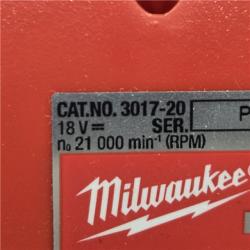 CAT.NO. 3017-20
18 V ⎓ SER. P
n₀ 21 000 min⁻¹ (RPM)
Milwaukee